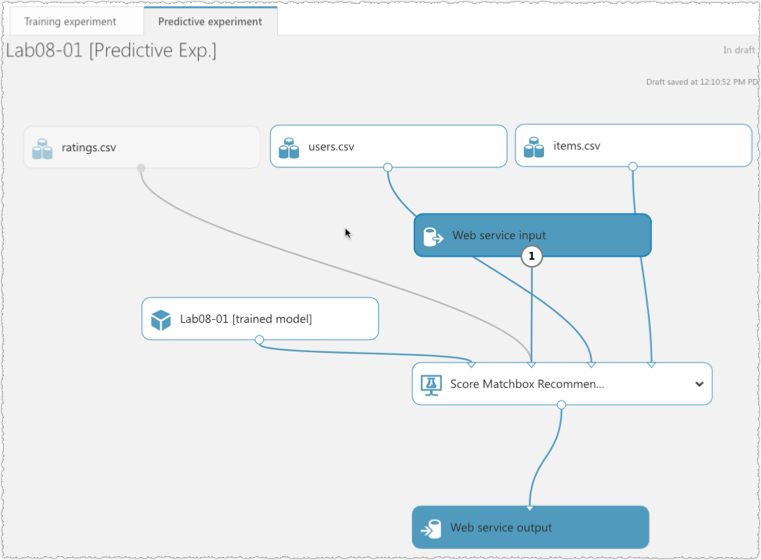 Training experiment
Predictive experiment
Lab08-01 [Predictive Exp.]
In draft
Draft saved at 12:10:52 PM PD
ratings.csv
users.csv
items.csv
Web service input
1
Lab08-01 [trained model]
Score Matchbox Recommen...
Web service output